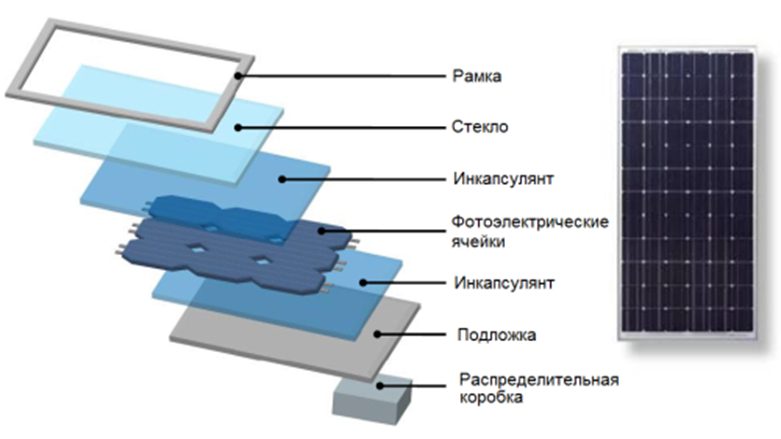 Рамка
Стекло
Инкапсулянт
Фотоэлектрические
ячейки
Инкапсулянт
Подложка
Распределительная
коробка